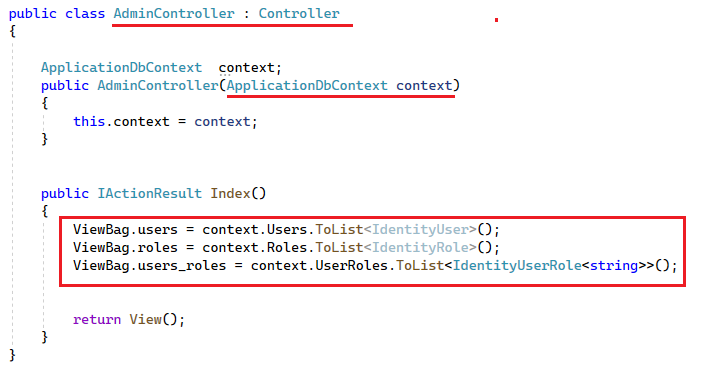 public class AdminController : Controller
{
ApplicationDbContext context;
public AdminController(ApplicationDbContext context)
{
this.context = context;
}
public IActionResult Index()
{
ViewBag.users = context.Users.ToList<IdentityUser>();
ViewBag.roles = context.Roles.ToList<IdentityRole>();
ViewBag.users_roles = context.UserRoles.ToList<IdentityUserRole<string>>();
return View();
}
}